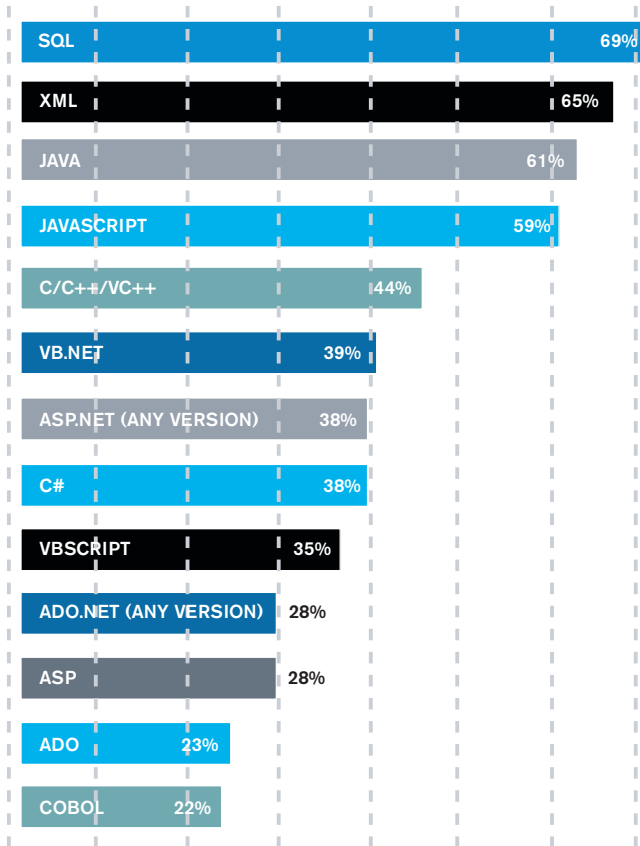 SQL 69%
XML 65%
JAVA 61%
JAVASCRIPT 59%
C/C++/VC++ 44%
VB.NET 39%
ASP.NET (ANY VERSION) 38%
C# 38%
VBSCRIPT 35%
ADO.NET (ANY VERSION) 28%
ASP 28%
ADO 23%
COBOL 22%